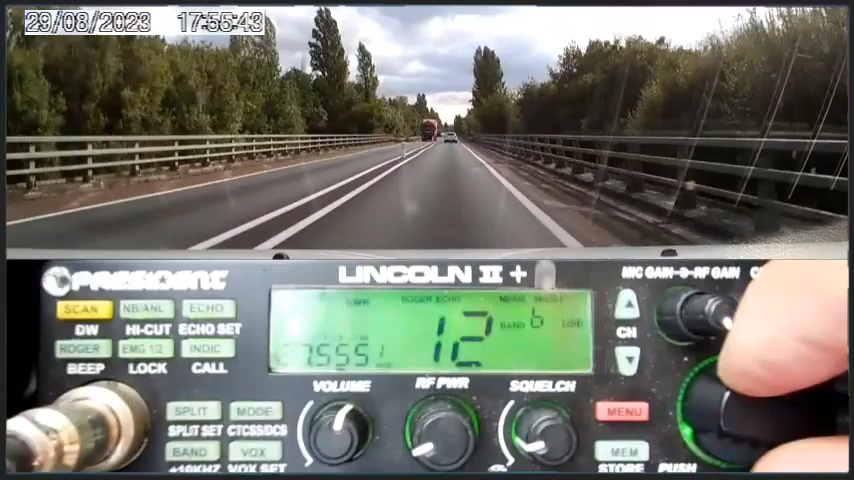 29/08/2023 17:55:43
PRESIDENT LINCOLN II + MIC GAIN RF GAIN
SCAN NB/ANL ECHO
DW HI-CUT ECHO SET
ROGER EMG 1/2 INDIC
BEEP LOCK CALL
ROGER ECHO NB/ANL HI-CUT
12 BAND b USB
CH
VOLUME RF PWR SQUELCH
SPLIT MODE
SPLIT SET CTCSS/DCS
BAND VOX
+10KHZ VOX SET
MENU
MEM
STORE PUSH